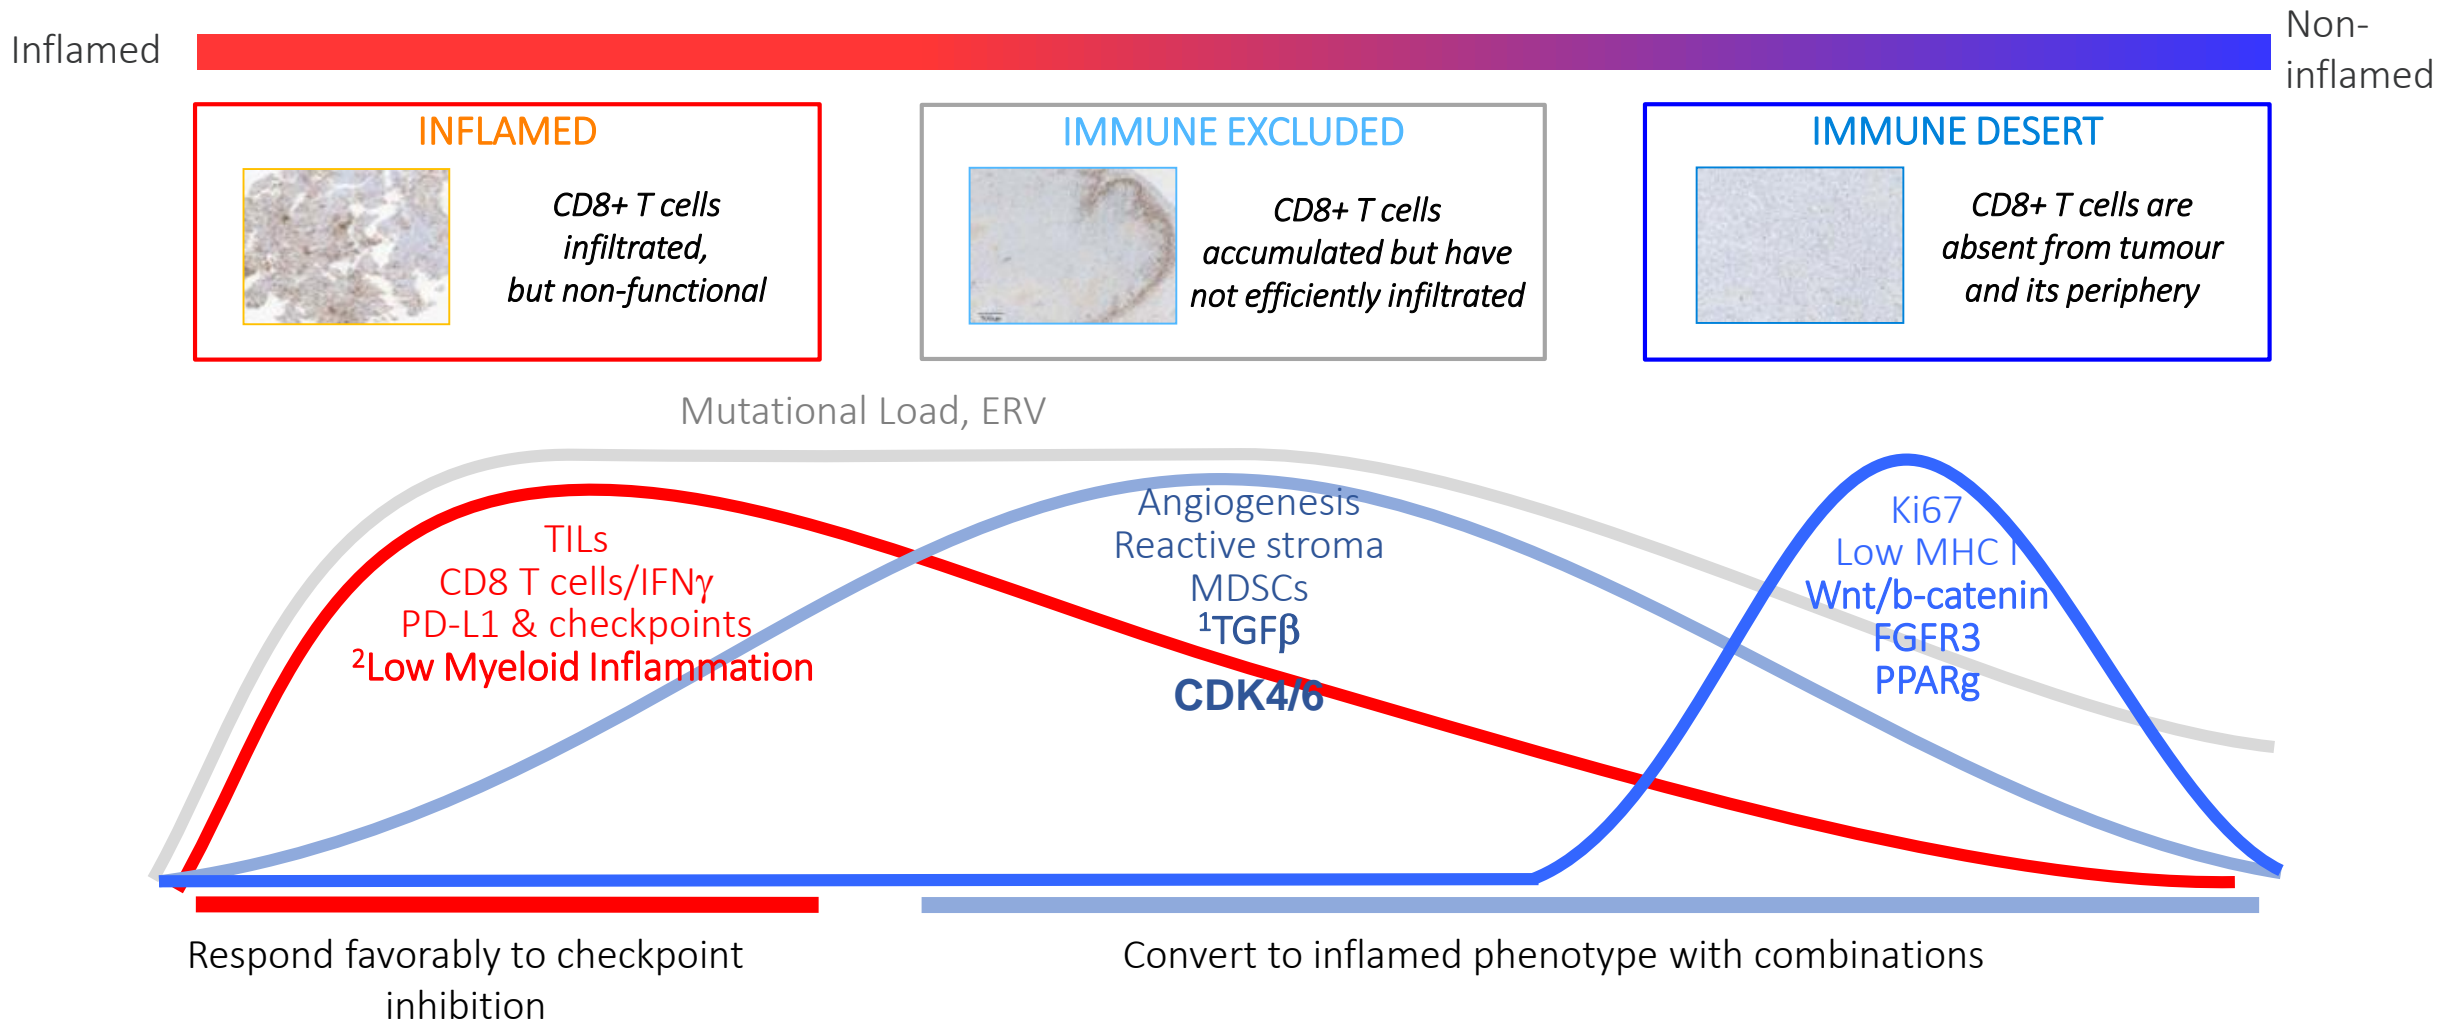 Inflamed
Non-
inflamed
INFLAMED
CD8+ T cells
infiltrated,
but non-functional
IMMUNE EXCLUDED
CD8+ T cells
accumulated but have
not efficiently infiltrated
IMMUNE DESERT
CD8+ T cells are
absent from tumour
and its periphery
Mutational Load, ERV
TILs
CD8 T cells/IFNγ
PD-L1 & checkpoints
²Low Myeloid Inflammation
Angiogenesis
Reactive stroma
MDSCs
¹TGFβ
CDK4/6
Ki67
Low MHC I
Wnt/b-catenin
FGFR3
PPARg
Respond favorably to checkpoint
inhibition
Convert to inflamed phenotype with combinations